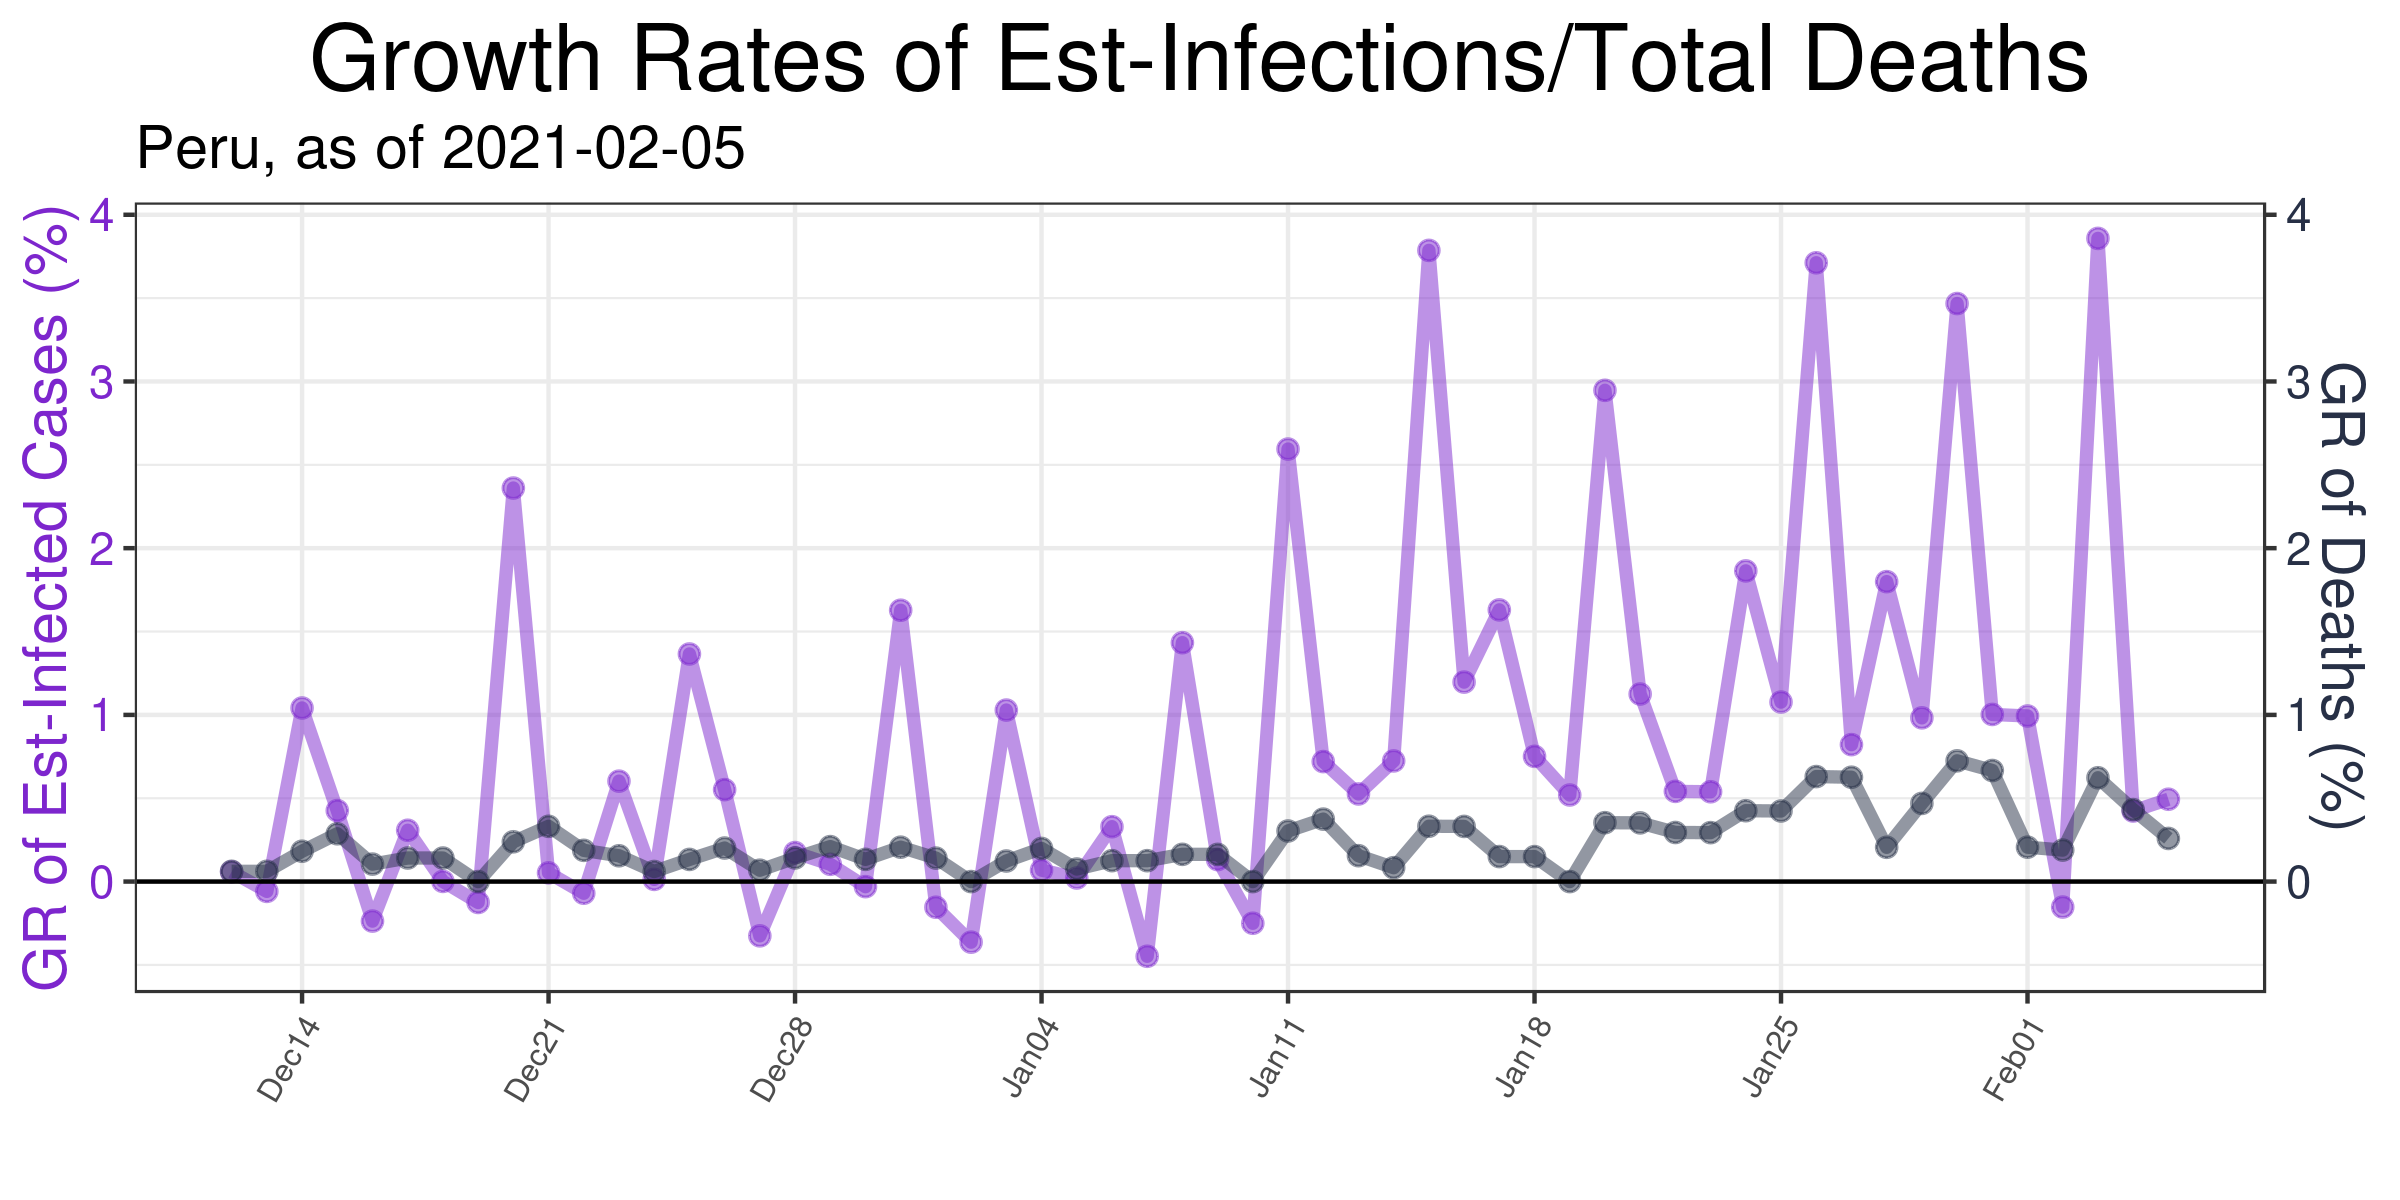 Growth Rates of Est-Infections/Total Deaths
Peru, as of 2021-02-05
GR of Est-Infected Cases (%)
4
3
2
1
0
4
3
2
1
0
GR of Deaths (%)
Dec14
Dec21
Dec28
Jan04
Jan11
Jan18
Jan25
Feb01